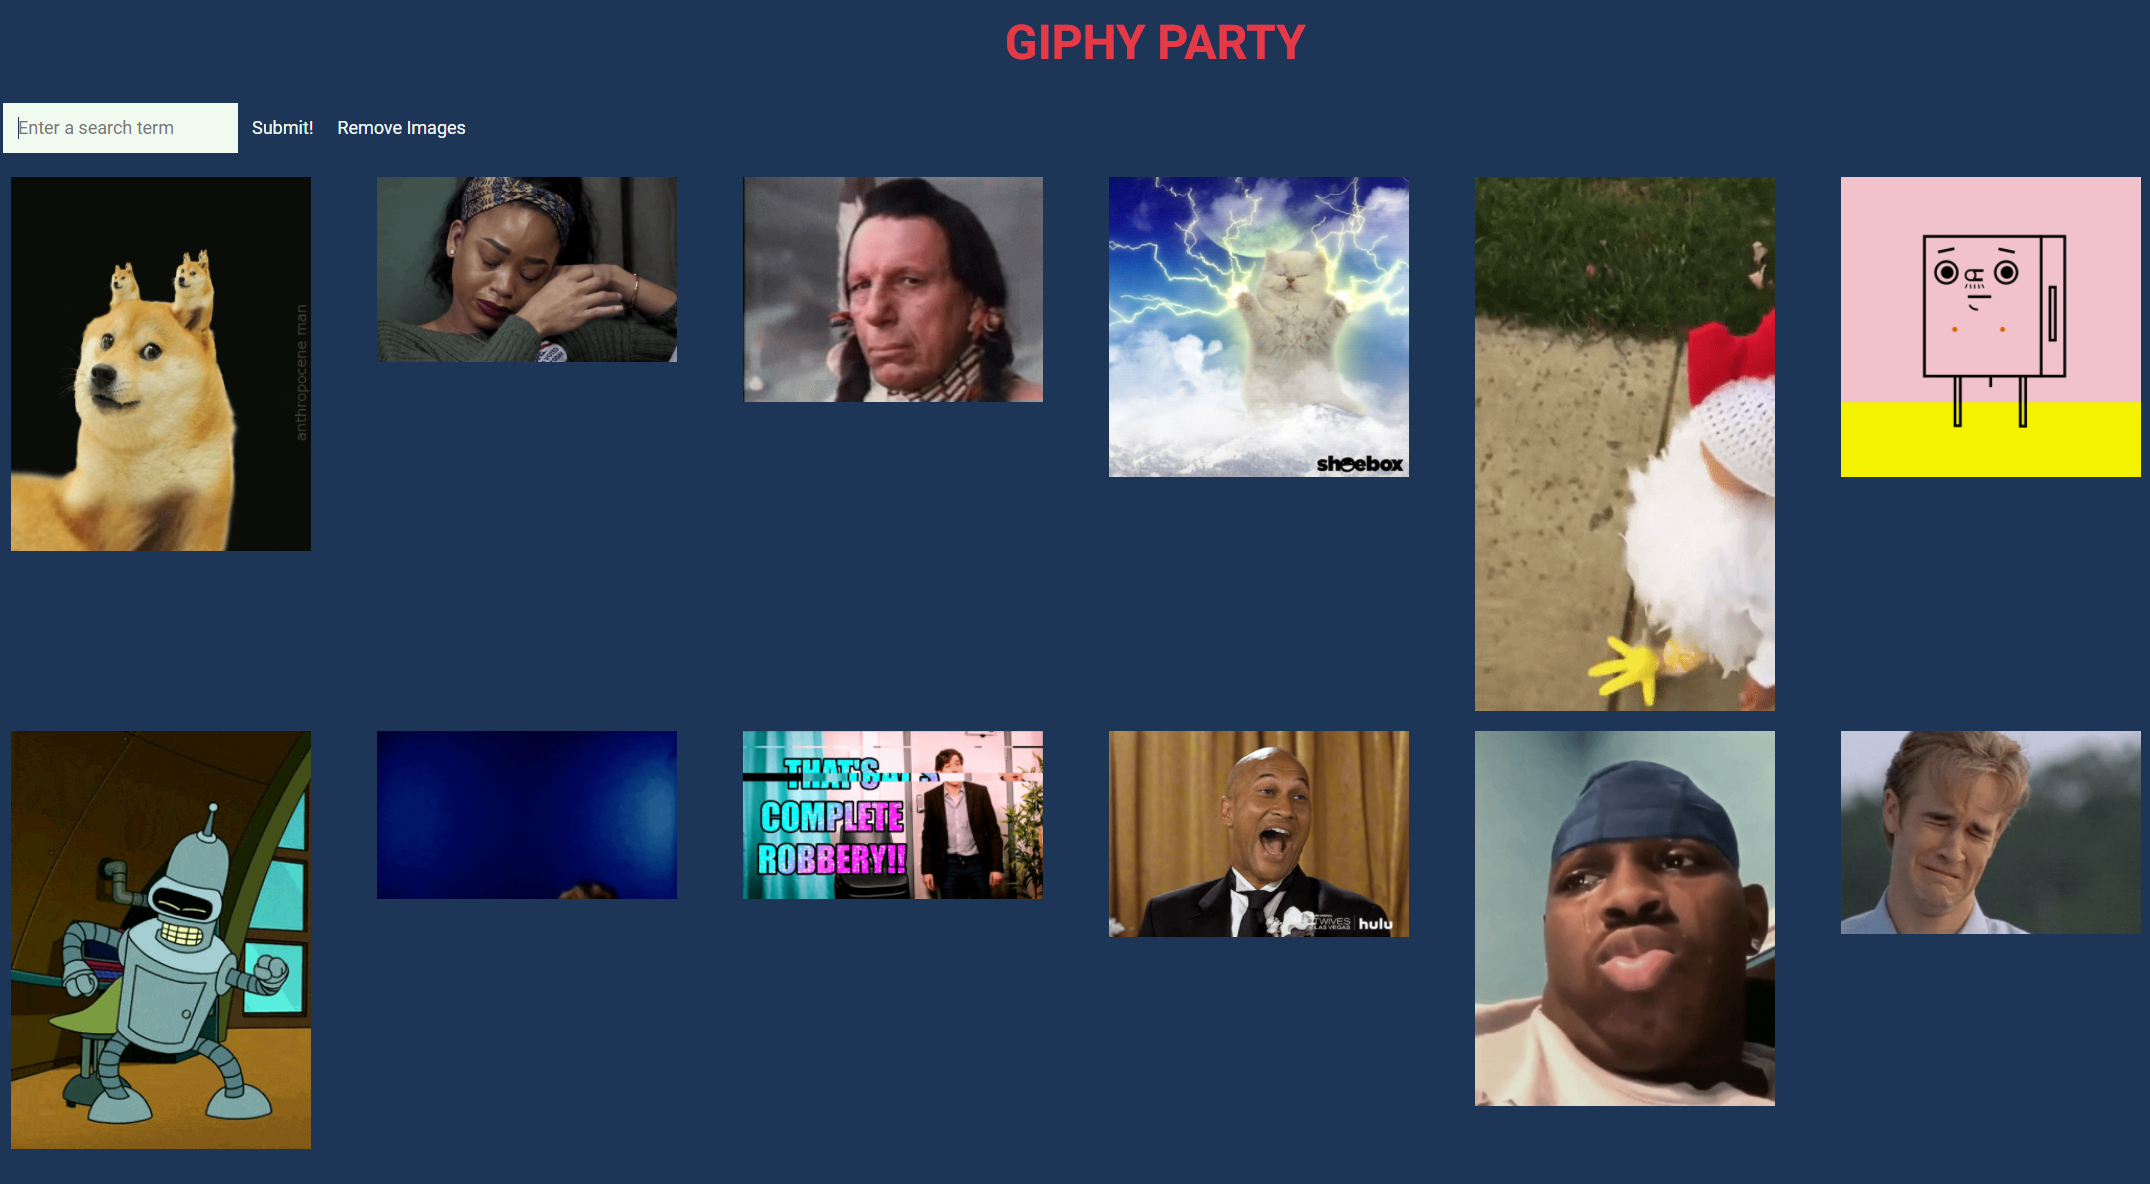 GIPHY PARTY
Enter a search term
Submit!
Remove Images
anthropocene man
shoebox
THAT'S
COMPLETE
ROBBERY!!
WIVES
LAS VEGAS
hulu